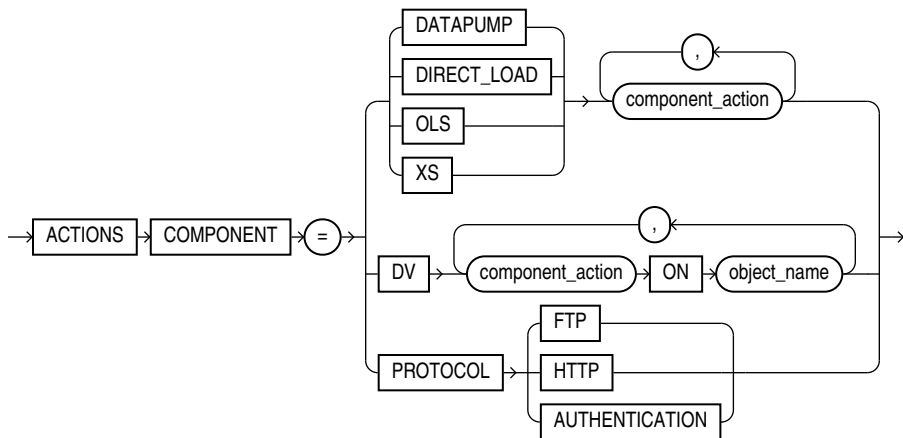 DATAPUMP
DIRECT_LOAD
OLS
XS
,
component_action
ACTIONS COMPONENT =
,
DV component_action ON object_name
PROTOCOL
FTP
HTTP
AUTHENTICATION